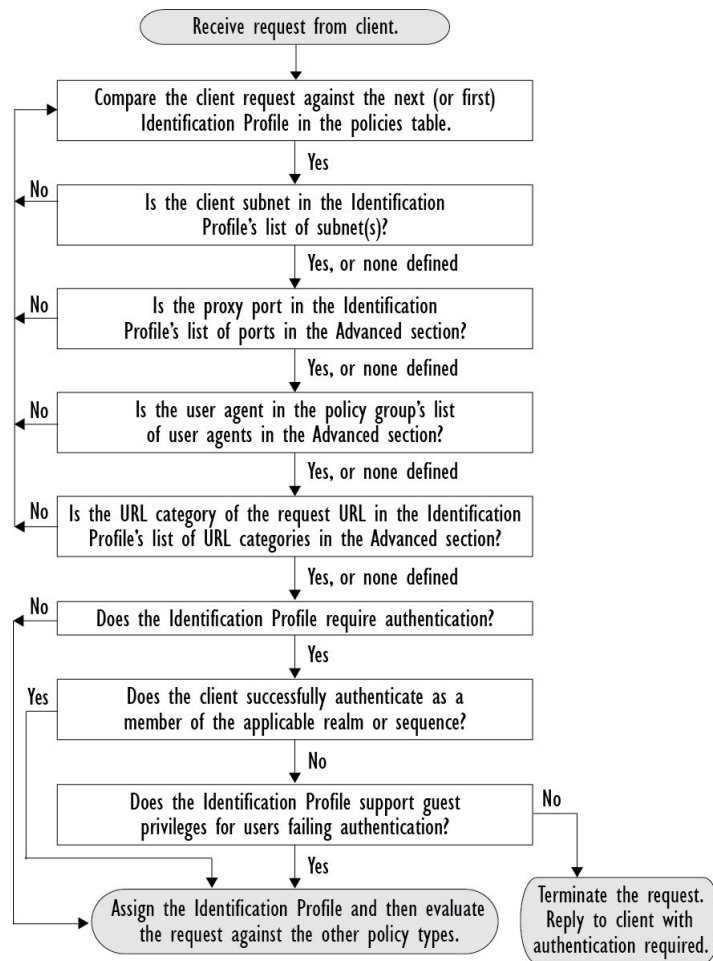 Receive request from client.
Compare the client request against the next (or first)
Identification Profile in the policies table.
Yes
No
Is the client subnet in the Identification
Profile's list of subnet(s)?
Yes, or none defined
No
Is the proxy port in the Identification
Profile's list of ports in the Advanced section?
Yes, or none defined
No
Is the user agent in the policy group's list
of user agents in the Advanced section?
Yes, or none defined
No
Is the URL category of the request URL in the Identification
Profile's list of URL categories in the Advanced section?
Yes, or none defined
No
Does the Identification Profile require authentication?
Yes
Yes
Does the client successfully authenticate as a
member of the applicable realm or sequence?
No
Does the Identification Profile support guest
privileges for users failing authentication?
No
Yes
Assign the Identification Profile and then evaluate
the request against the other policy types.
Terminate the request.
Reply to client with
authentication required.